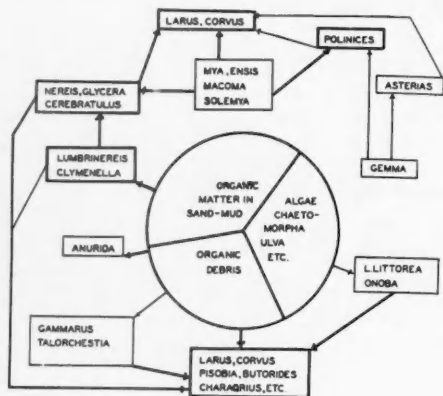 LARUS, CORVUS
POLINICES
MYA, ENSIS
MACOMA
SOLEMYA
NEREIS, GLYCERA
CEREBRATULUS
ASTERIAS
LUMBRINEREIS
CLYMENELLA
GEMMA
ORGANIC
MATTER IN
SAND-MUD
ALGAE
CHAETO-
MORPHA
ULVA
ETC.
ANURIDA
ORGANIC
DEBRIS
L.LITTOREA
ONOBA
GAMMARUS
TALORCHESTIA
LARUS, CORVUS
PISOBIA, BUTORIDES
CHARAORIUS, ETC.